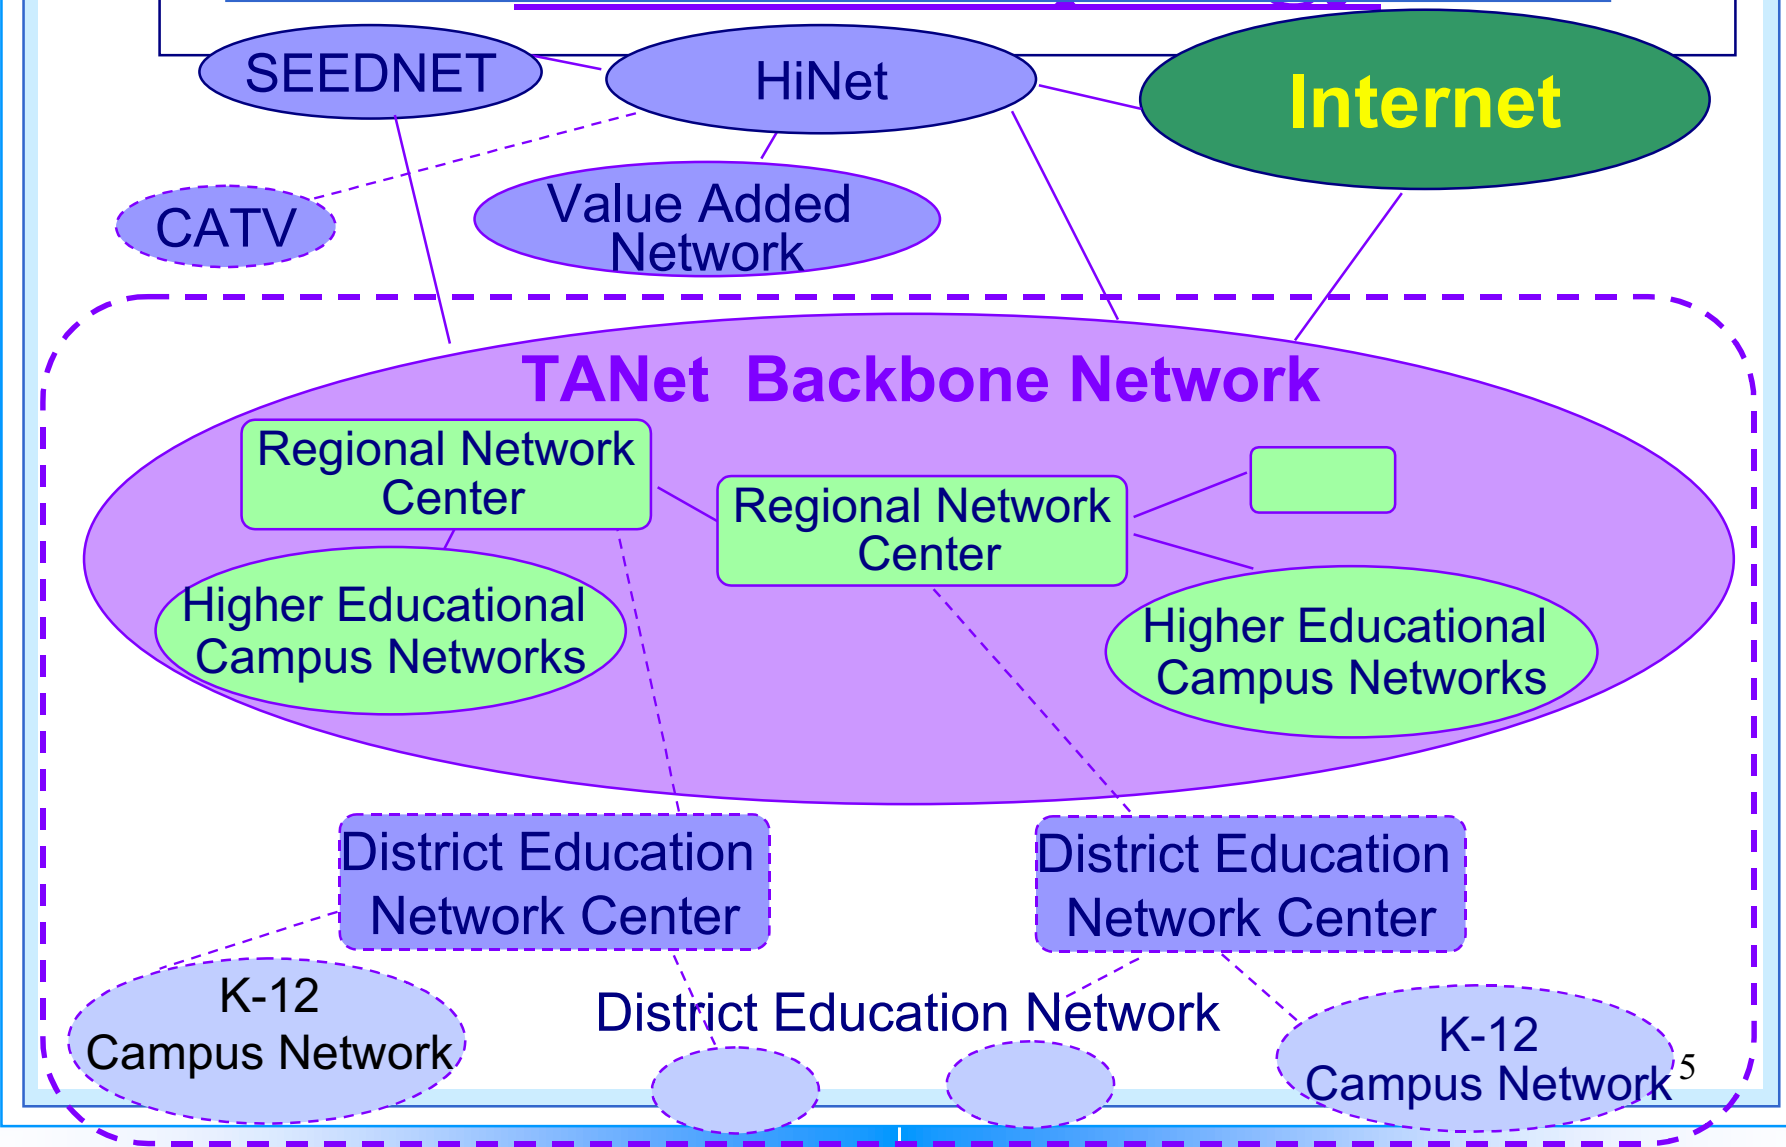 SEEDNET
HiNet
Internet
CATV
Value Added
Network
TANet  Backbone Network
Regional Network
Center
Regional Network
Center
Higher Educational
Campus Networks
Higher Educational
Campus Networks
District Education
Network Center
District Education
Network Center
K-12
Campus Network
District Education Network
K-12
Campus Network
5